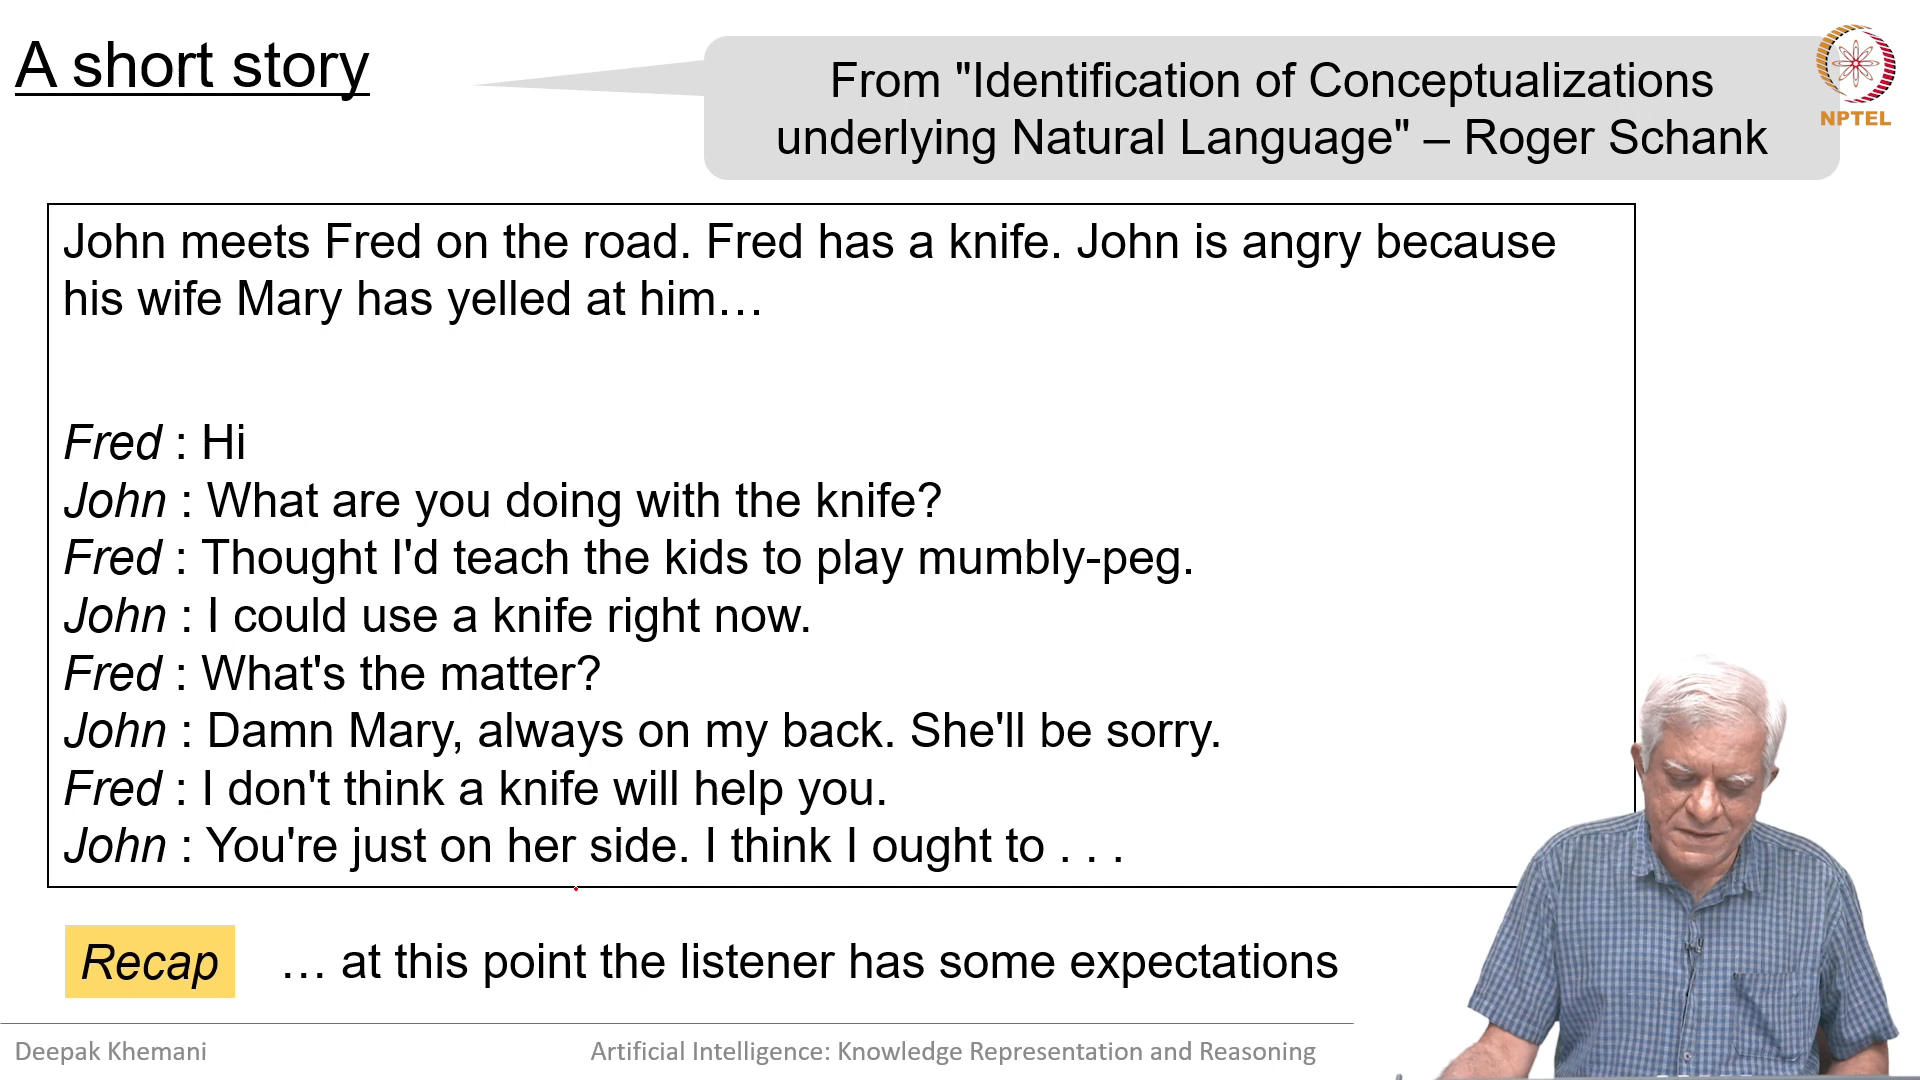 A short story
From "Identification of Conceptualizations
underlying Natural Language" – Roger Schank
NPTEL
John meets Fred on the road. Fred has a knife. John is angry because
his wife Mary has yelled at him…
Fred : Hi
John : What are you doing with the knife?
Fred : Thought I'd teach the kids to play mumbly-peg.
John : I could use a knife right now.
Fred : What's the matter?
John : Damn Mary, always on my back. She'll be sorry.
Fred : I don't think a knife will help you.
John : You're just on her side. I think I ought to . . .
Recap … at this point the listener has some expectations
Deepak Khemani Artificial Intelligence: Knowledge Representation and Reasoning